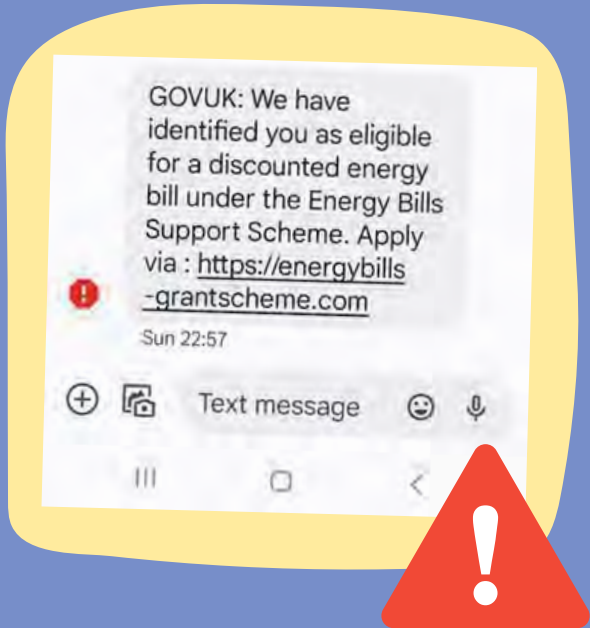 GOVUK: We have
identified you as eligible
for a discounted energy
bill under the Energy Bills
Support Scheme. Apply
via : https://energybills
-grantscheme.com
Sun 22:57
Text message